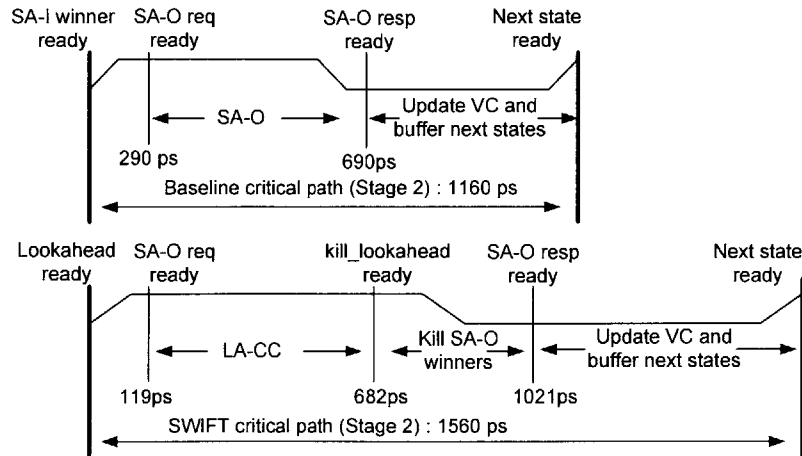 SA-I winner ready
SA-O req ready
SA-O resp ready
Next state ready
SA-O
Update VC and buffer next states
290 ps
690ps
Baseline critical path (Stage 2) : 1160 ps
Lookahead ready
SA-O req ready
kill_lookahead ready
SA-O resp ready
Next state ready
LA-CC
Kill SA-O winners
Update VC and buffer next states
119ps
682ps
1021ps
SWIFT critical path (Stage 2) : 1560 ps